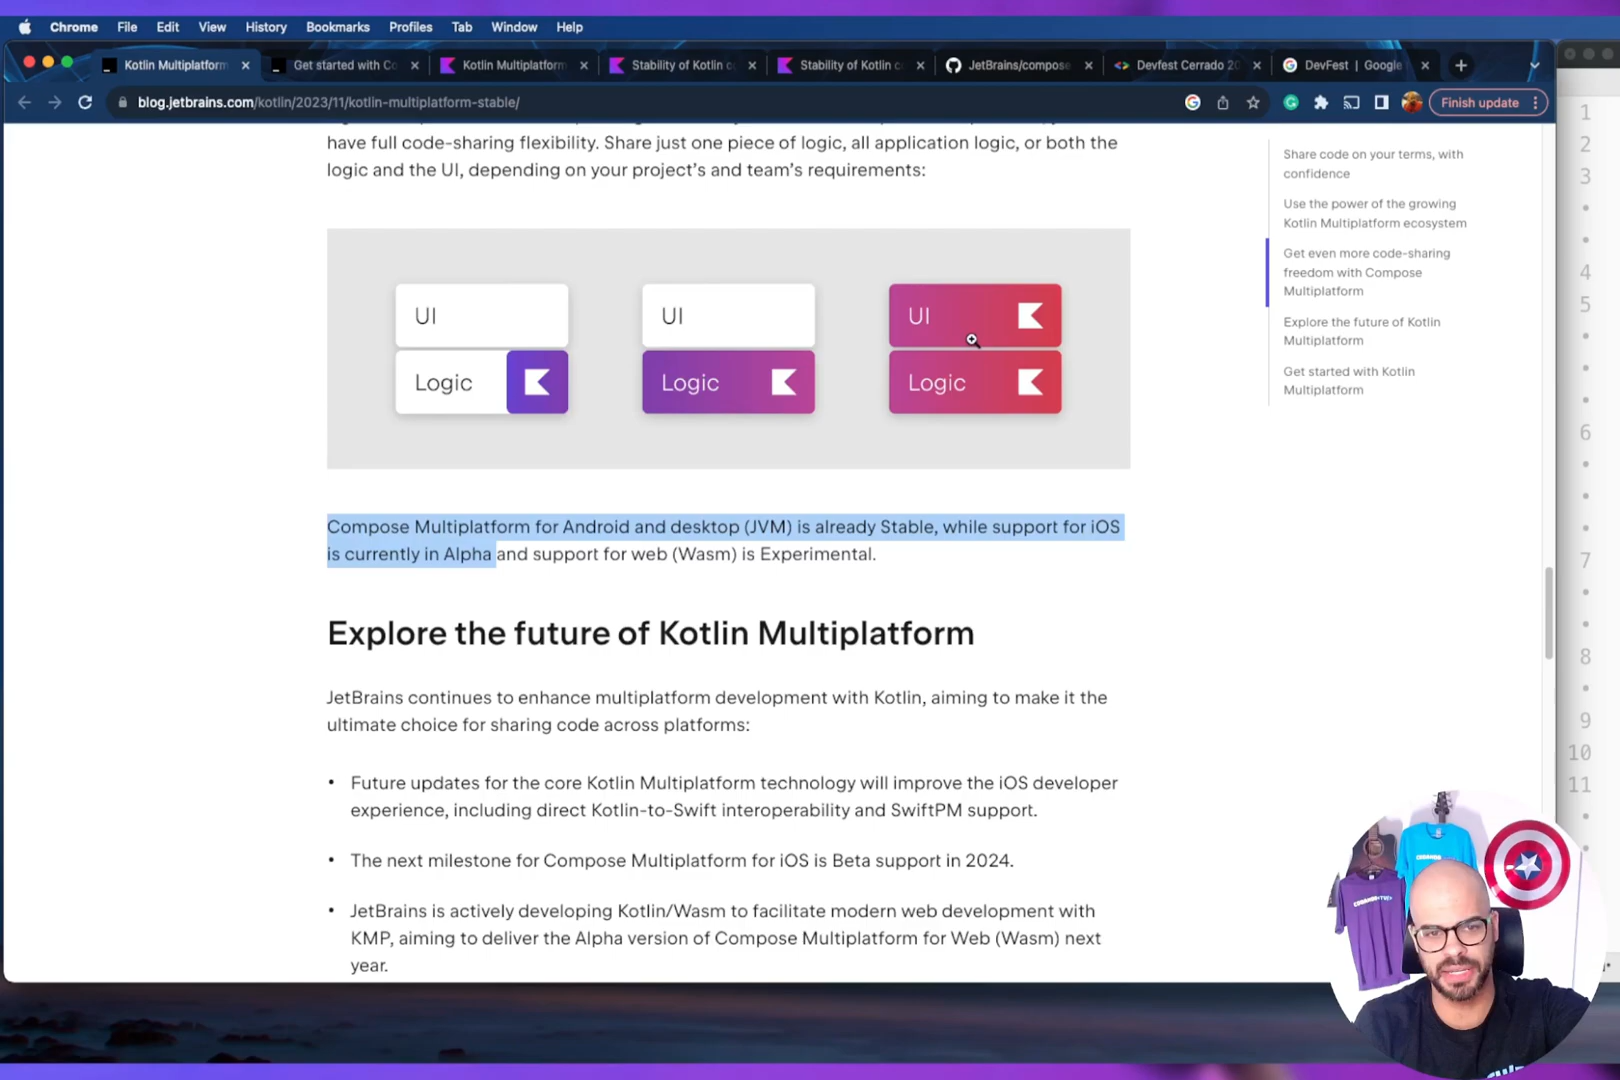 Chrome File Edit View History Bookmarks Profiles Tab Window Help
Kotlin Multiplatform
Get started with Co
Kotlin Multiplatform
Stability of Kotlin c
Stability of Kotlin c
JetBrains/compose
Devfest Cerrado 20
DevFest | Google
blog.jetbrains.com/kotlin/2023/11/kotlin-multiplatform-stable/
Finish update
have full code-sharing flexibility. Share just one piece of logic, all application logic, or both the
logic and the UI, depending on your project’s and team’s requirements:
UI
Logic
UI
Logic
UI
Logic
Compose Multiplatform for Android and desktop (JVM) is already Stable, while support for iOS
is currently in Alpha and support for web (Wasm) is Experimental.
Explore the future of Kotlin Multiplatform
JetBrains continues to enhance multiplatform development with Kotlin, aiming to make it the
ultimate choice for sharing code across platforms:
• Future updates for the core Kotlin Multiplatform technology will improve the iOS developer
experience, including direct Kotlin-to-Swift interoperability and SwiftPM support.
• The next milestone for Compose Multiplatform for iOS is Beta support in 2024.
• JetBrains is actively developing Kotlin/Wasm to facilitate modern web development with
KMP, aiming to deliver the Alpha version of Compose Multiplatform for Web (Wasm) next
year.
Share code on your terms, with
confidence
Use the power of the growing
Kotlin Multiplatform ecosystem
Get even more code-sharing
freedom with Compose
Multiplatform
Explore the future of Kotlin
Multiplatform
Get started with Kotlin
Multiplatform
1
2
3
4
5
6
7
8
9
10
11